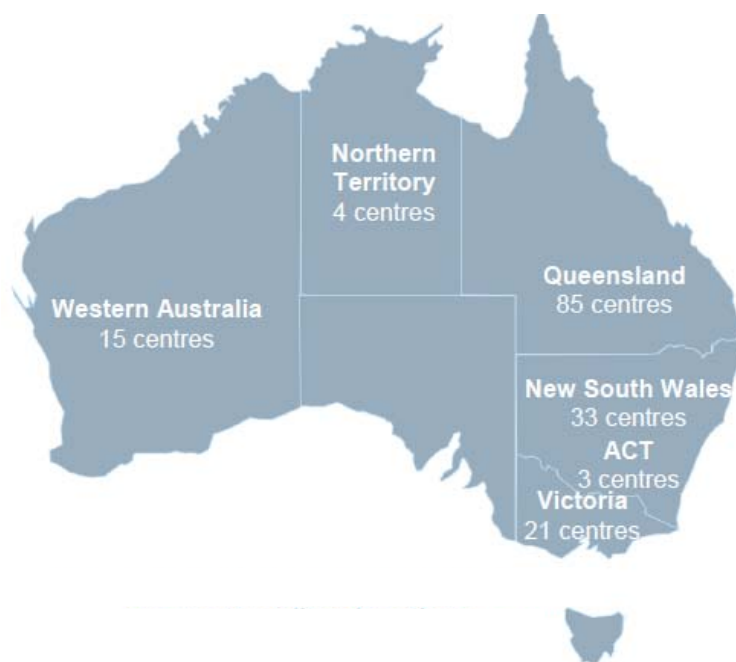 Northern
Territory
4 centres
Queensland
85 centres
Western Australia
15 centres
New South Wales
33 centres
ACT
3 centres
Victoria
21 centres